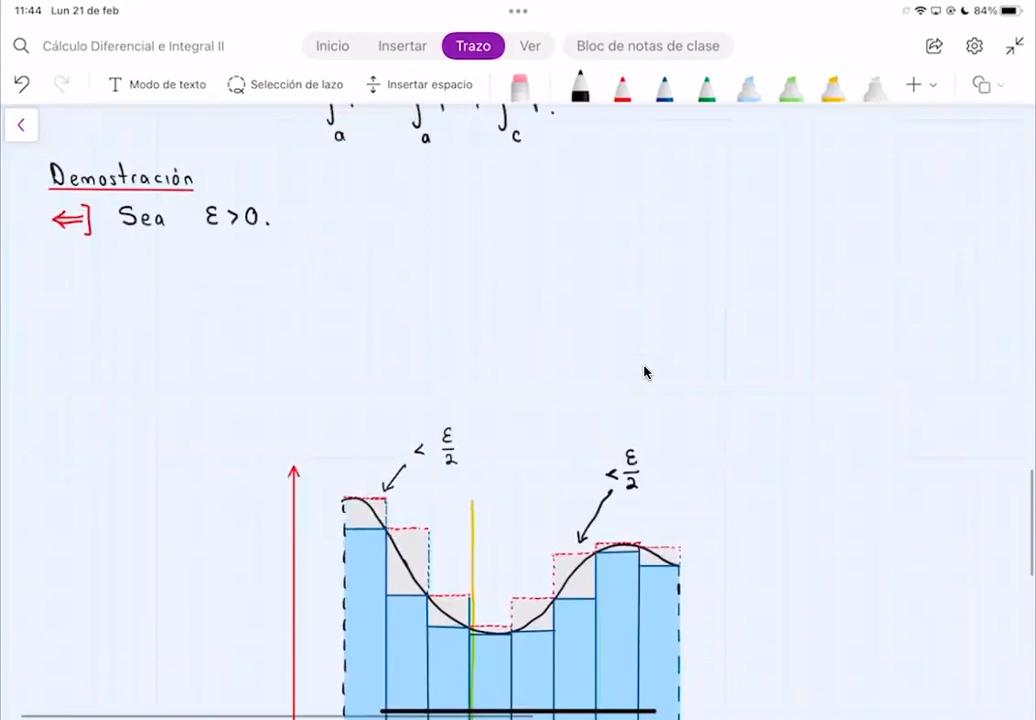 11:44 Lun 21 de feb 84%
Cálculo Diferencial e Integral II Inicio Insertar Trazo Ver Bloc de notas de clase
Modo de texto Selección de lazo Insertar espacio
a a c
Demostración
⇐] Sea ε>0.
< ε/2
< ε/2